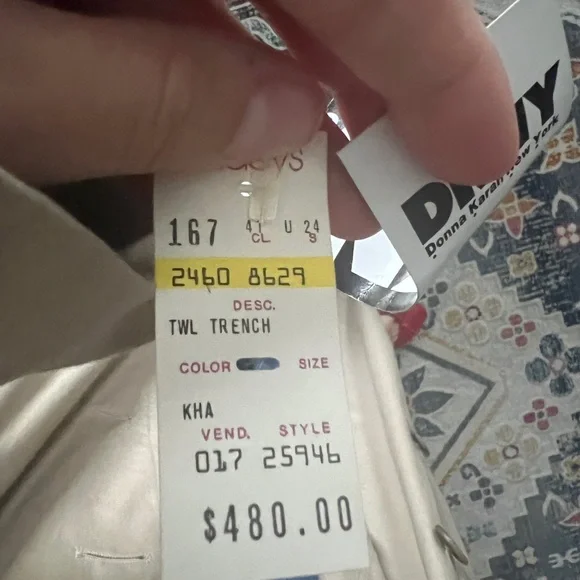 167 41 U 24
CL S
2460 8629
DESC.
TWL TRENCH
COLOR SIZE
KHA
VEND. STYLE
017 25946
$480.00
Donna Karan New York